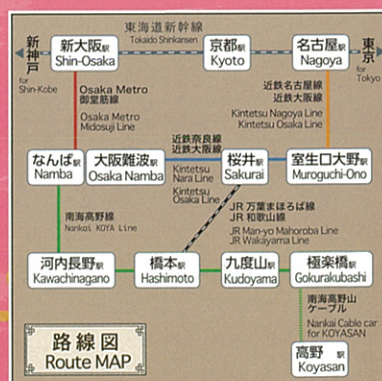 東海道新幹線
Tokaido Shinkansen
新神戸
for
Shin-Kobe
新大阪駅
Shin-Osaka
京都駅
Kyoto
名古屋駅
Nagoya
東京
for
Tokyo
Osaka Metro
御堂筋線
Osaka Metro
Midosuji Line
近鉄名古屋線
近鉄大阪線
Kintetsu Nagoya Line
Kintetsu Osaka Line
近鉄奈良線
近鉄大阪線
なんば駅
Namba
大阪難波駅
Osaka Namba
Kintetsu
Nara Line
Kintetsu
Osaka Line
桜井駅
Sakurai
室生口大野駅
Muroguchi-Ono
南海高野線
Nankai KOYA Line
JR 万葉まほろば線
JR 和歌山線
JR Man-yo Mahoroba Line
JR Wakayama Line
河内長野駅
Kawachinagano
橋本駅
Hashimoto
九度山駅
Kudoyama
極楽橋駅
Gokurakubashi
南海高野山
ケーブル
Nankai Cable car
for KOYASAN
高野 駅
Koyasan
路線図
Route MAP